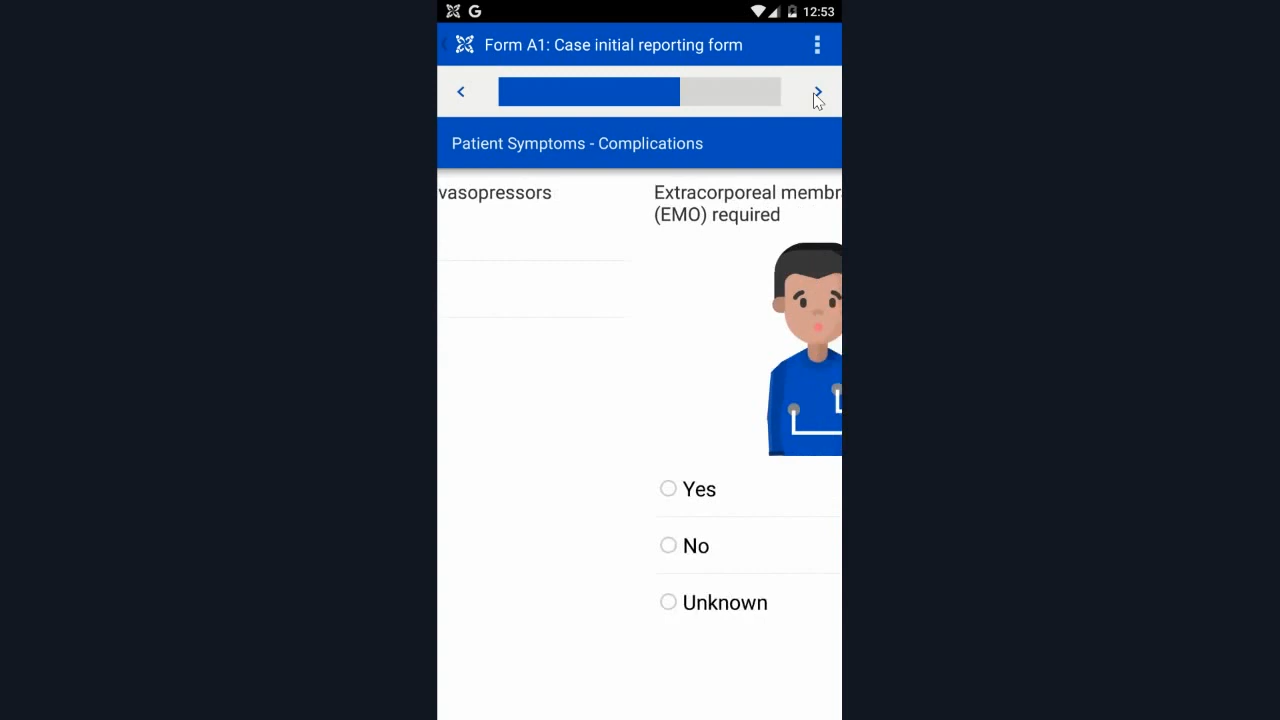 12:53
Form A1: Case initial reporting form
Patient Symptoms - Complications
vasopressors
Extracorporeal membr
(EMO) required
Yes
No
Unknown